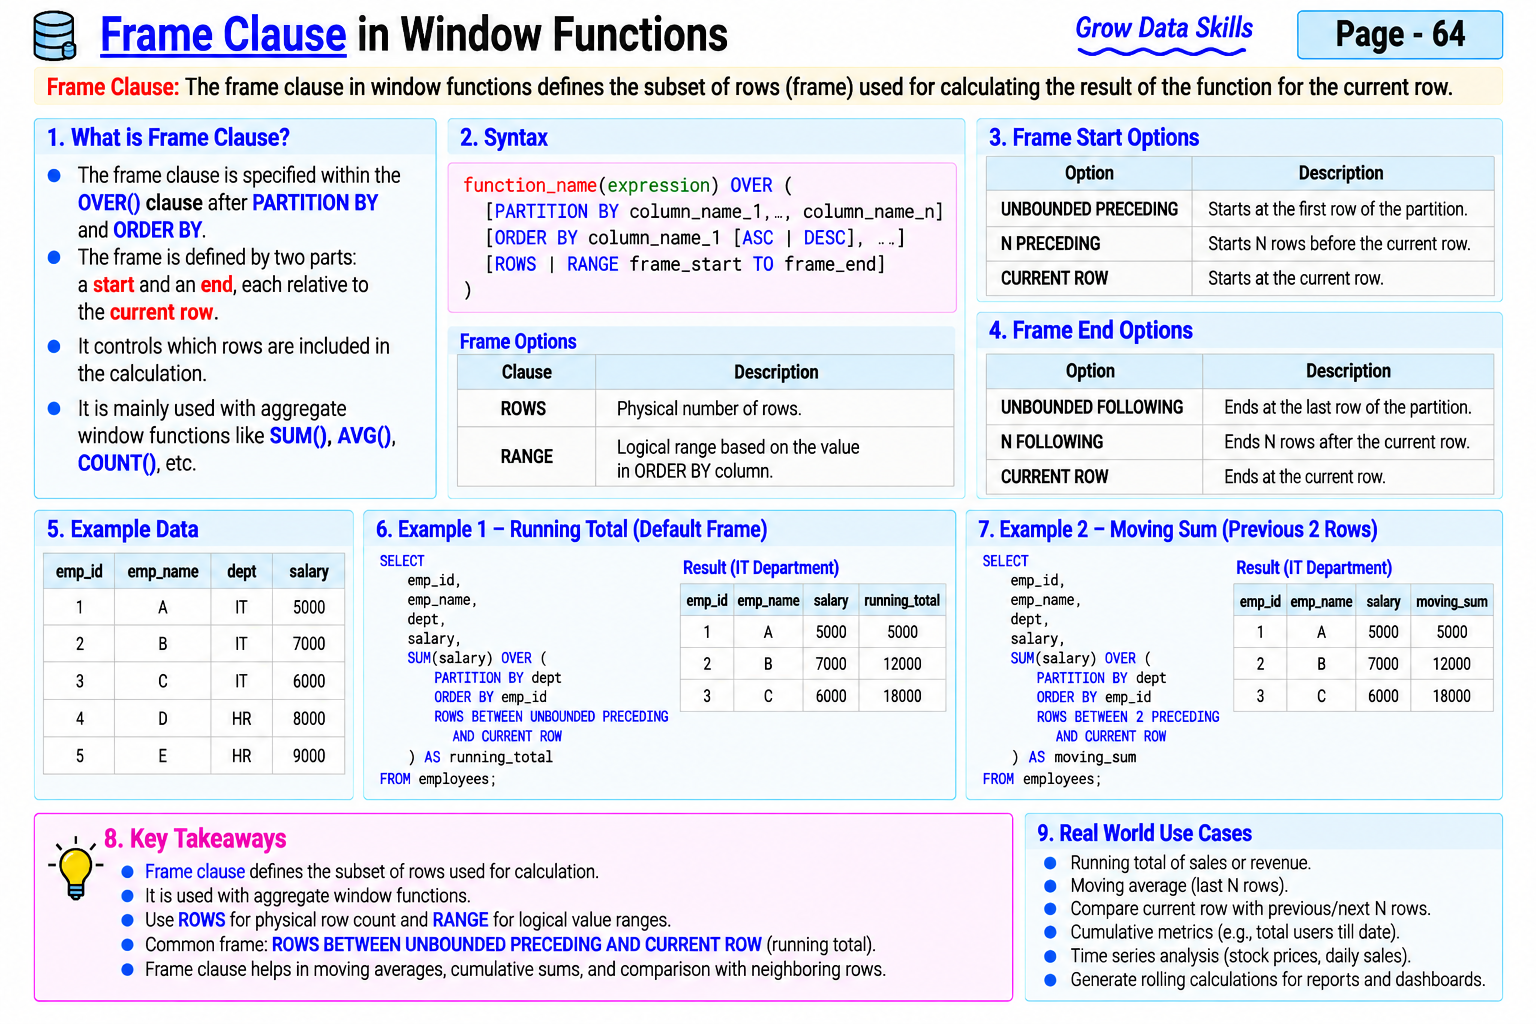 Frame Clause in Window Functions
Grow Data Skills
Page - 64
Frame Clause: The frame clause in window functions defines the subset of rows (frame) used for calculating the result of the function for the current row.
1. What is Frame Clause?
The frame clause is specified within the
OVER() clause after PARTITION BY
and ORDER BY.
The frame is defined by two parts:
a start and an end, each relative to
the current row.
It controls which rows are included in
the calculation.
It is mainly used with aggregate
window functions like SUM(), AVG(),
COUNT(), etc.
2. Syntax
function_name(expression) OVER (
[PARTITION BY column_name_1,…, column_name_n]
[ORDER BY column_name_1 [ASC | DESC], …]
[ROWS | RANGE frame_start TO frame_end]
)
Frame Options
Clause Description
ROWS Physical number of rows.
RANGE Logical range based on the value
in ORDER BY column.
3. Frame Start Options
Option Description
UNBOUNDED PRECEDING Starts at the first row of the partition.
N PRECEDING Starts N rows before the current row.
CURRENT ROW Starts at the current row.
4. Frame End Options
Option Description
UNBOUNDED FOLLOWING Ends at the last row of the partition.
N FOLLOWING Ends N rows after the current row.
CURRENT ROW Ends at the current row.
5. Example Data
emp_id emp_name dept salary
1 A IT 5000
2 B IT 7000
3 C IT 6000
4 D HR 8000
5 E HR 9000
6. Example 1 – Running Total (Default Frame)
SELECT
emp_id,
emp_name,
dept,
salary,
SUM(salary) OVER (
PARTITION BY dept
ORDER BY emp_id
ROWS BETWEEN UNBOUNDED PRECEDING
AND CURRENT ROW
) AS running_total
FROM employees;
Result (IT Department)
emp_id emp_name salary running_total
1 A 5000 5000
2 B 7000 12000
3 C 6000 18000
7. Example 2 – Moving Sum (Previous 2 Rows)
SELECT
emp_id,
emp_name,
dept,
salary,
SUM(salary) OVER (
PARTITION BY dept
ORDER BY emp_id
ROWS BETWEEN 2 PRECEDING
AND CURRENT ROW
) AS moving_sum
FROM employees;
Result (IT Department)
emp_id emp_name salary moving_sum
1 A 5000 5000
2 B 7000 12000
3 C 6000 18000
8. Key Takeaways
Frame clause defines the subset of rows used for calculation.
It is used with aggregate window functions.
Use ROWS for physical row count and RANGE for logical value ranges.
Common frame: ROWS BETWEEN UNBOUNDED PRECEDING AND CURRENT ROW (running total).
Frame clause helps in moving averages, cumulative sums, and comparison with neighboring rows.
9. Real World Use Cases
Running total of sales or revenue.
Moving average (last N rows).
Compare current row with previous/next N rows.
Cumulative metrics (e.g., total users till date).
Time series analysis (stock prices, daily sales).
Generate rolling calculations for reports and dashboards.